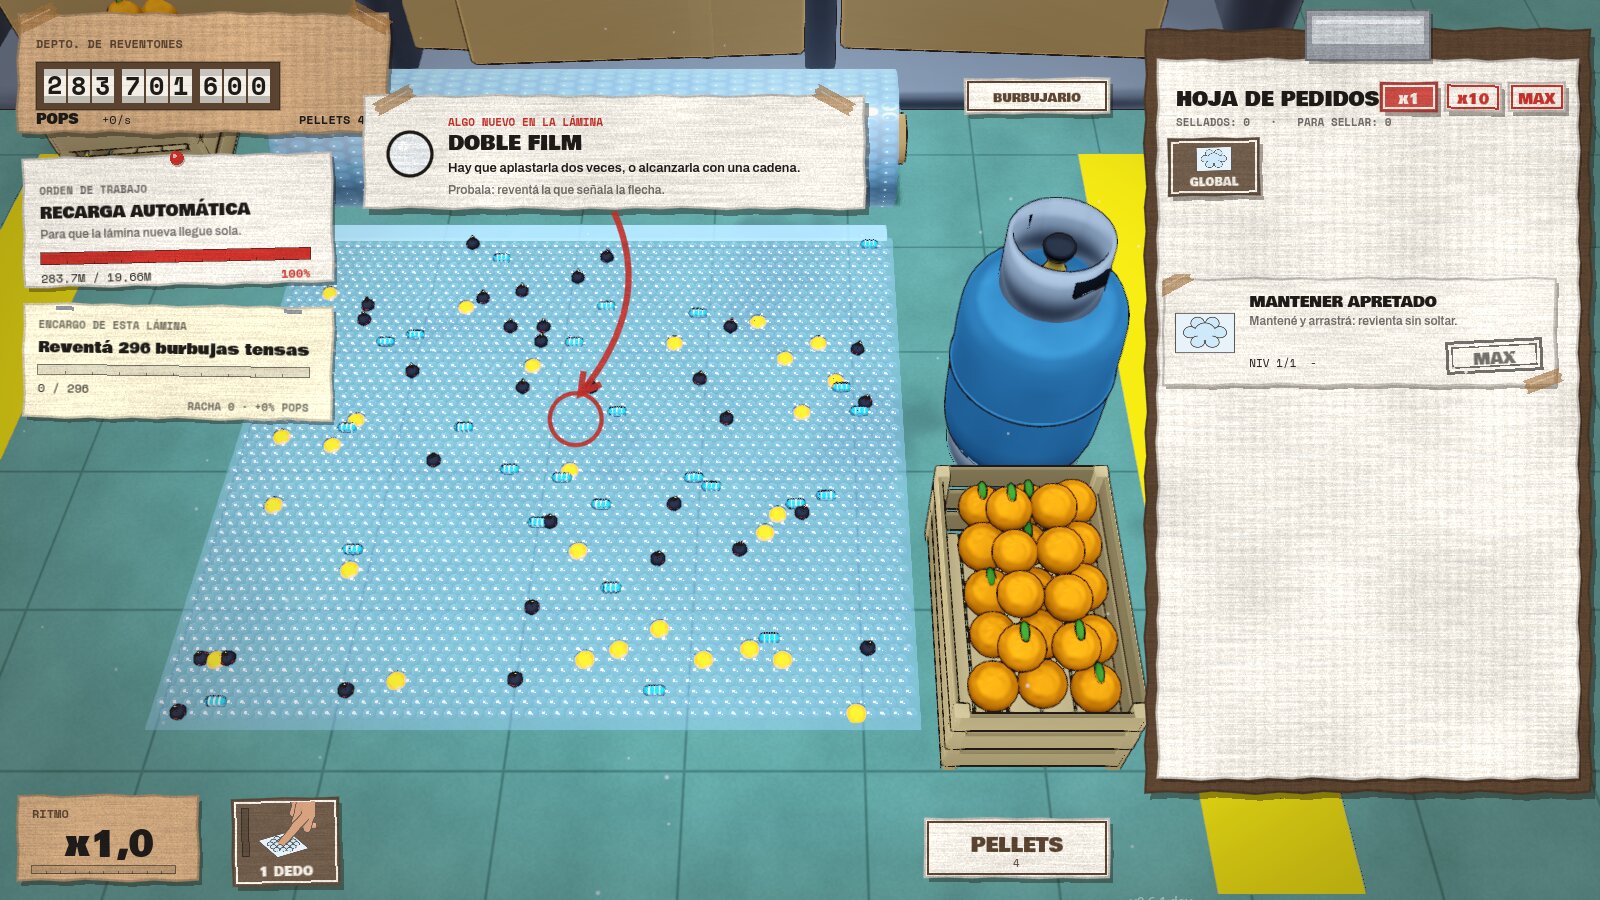 DEPTO. DE REVENTONES
283 701 600
POPS +0/s PELLETS 4
ORDEN DE TRABAJO
RECARGA AUTOMÁTICA
Para que la lámina nueva llegue sola.
283.7M / 19.66M 100%
ENCARGO DE ESTA LÁMINA
Reventá 296 burbujas tensas
0 / 296
RACHA 0 · +0% POPS
ALGO NUEVO EN LA LÁMINA
DOBLE FILM
Hay que aplastarla dos veces, o alcanzarla con una cadena.
Probala: reventá la que señala la flecha.
BURBUJARIO
HOJA DE PEDIDOS x1 x10 MAX
SELLADOS: 0 · PARA SELLAR: 0
GLOBAL
MANTENER APRETADO
Mantené y arrastrá: revienta sin soltar.
NIV 1/1 - MAX
RITMO
x1,0
1 DEDO
PELLETS
4